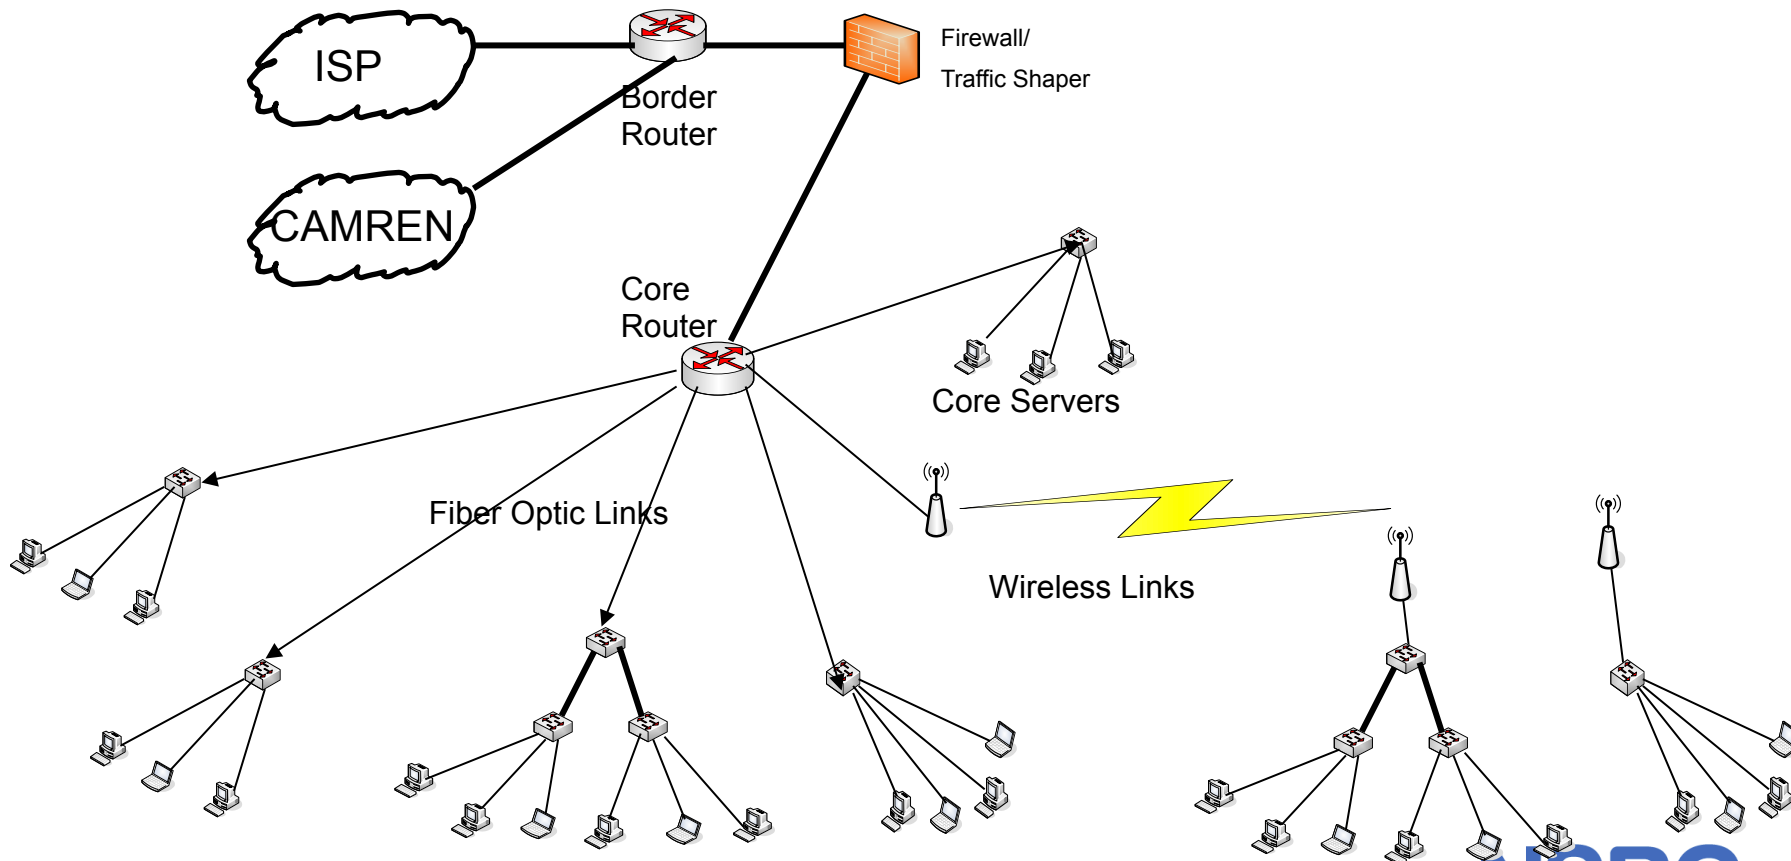 ISP
Firewall/
Traffic Shaper
Border
Router
CAMREN
Core
Router
Core Servers
Fiber Optic Links
Wireless Links